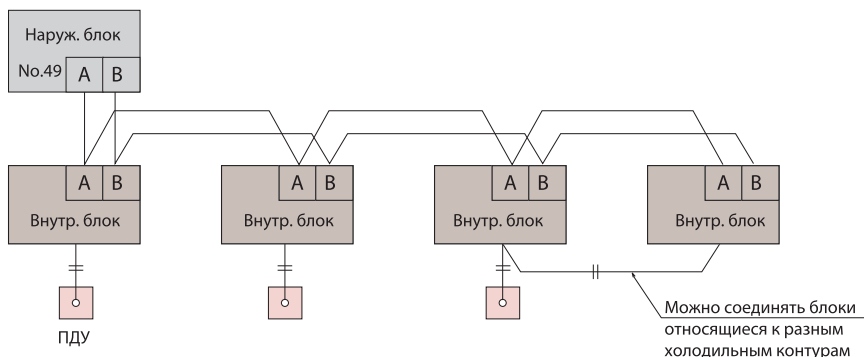 Наруж. блок
No.49 A B
A B A B A B A B
Внутр. блок Внутр. блок Внутр. блок Внутр. блок
ПДУ
Можно соединять блоки
относящиеся к разным
холодильным контурам